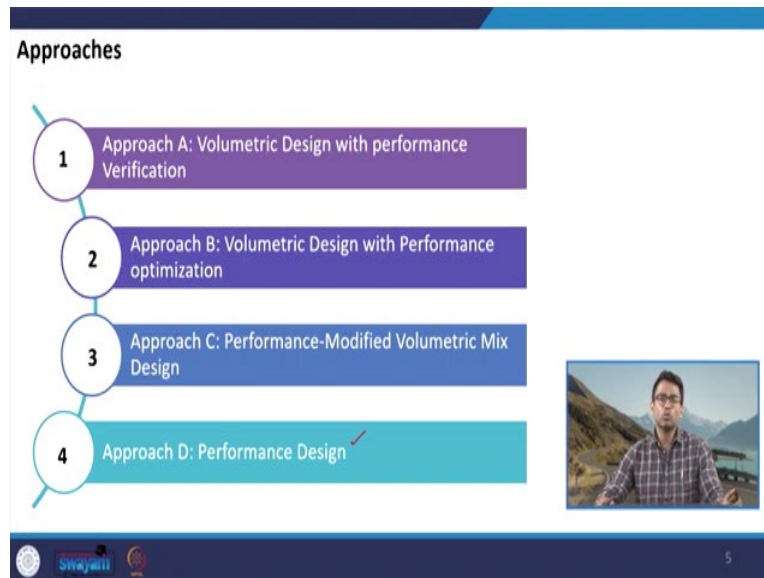 Approaches
1
Approach A: Volumetric Design with performance
Verification
2
Approach B: Volumetric Design with Performance
optimization
3
Approach C: Performance-Modified Volumetric Mix
Design
4
Approach D: Performance Design
swayam
5